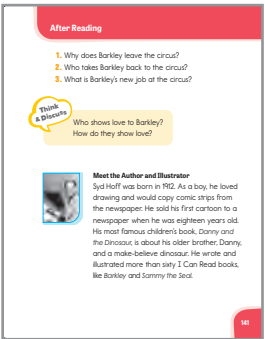 After Reading
1. Why does Barkley leave the circus?
2. Who takes Barkley back to the circus?
3. What is Barkley's new job at the circus?
Think
& Discuss
Who shows love to Barkley?
How do they show love?
Meet the Author and Illustrator
Syd Hoff was born in 1912. As a boy, he loved
drawing and would copy comic strips from
the newspaper. He sold his first cartoon to a
newspaper when he was eighteen years old.
His most famous children's book, Danny and
the Dinosaur, is about his older brother, Danny,
and a make-believe dinosaur. He wrote and
illustrated more than sixty I Can Read books,
like Barkley and Sammy the Seal.
141